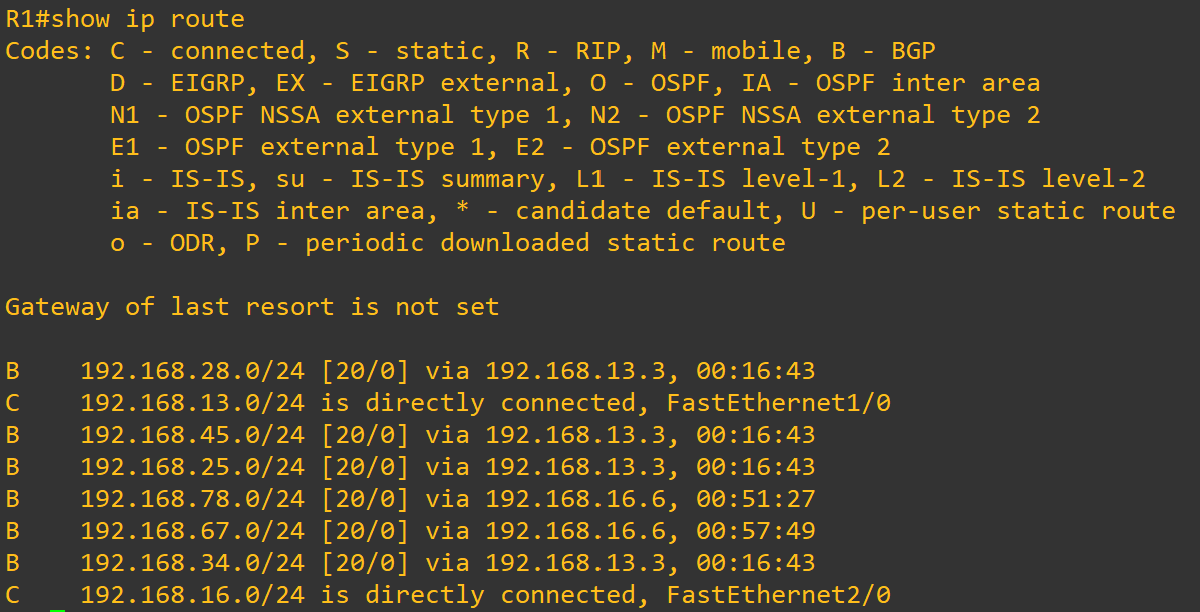 R1#show ip route
Codes: C - connected, S - static, R - RIP, M - mobile, B - BGP
       D - EIGRP, EX - EIGRP external, O - OSPF, IA - OSPF inter area
       N1 - OSPF NSSA external type 1, N2 - OSPF NSSA external type 2
       E1 - OSPF external type 1, E2 - OSPF external type 2
       i - IS-IS, su - IS-IS summary, L1 - IS-IS level-1, L2 - IS-IS level-2
       ia - IS-IS inter area, * - candidate default, U - per-user static route
       o - ODR, P - periodic downloaded static route

Gateway of last resort is not set

B    192.168.28.0/24 [20/0] via 192.168.13.3, 00:16:43
C    192.168.13.0/24 is directly connected, FastEthernet1/0
B    192.168.45.0/24 [20/0] via 192.168.13.3, 00:16:43
B    192.168.25.0/24 [20/0] via 192.168.13.3, 00:16:43
B    192.168.78.0/24 [20/0] via 192.168.16.6, 00:51:27
B    192.168.67.0/24 [20/0] via 192.168.16.6, 00:57:49
B    192.168.34.0/24 [20/0] via 192.168.13.3, 00:16:43
C    192.168.16.0/24 is directly connected, FastEthernet2/0